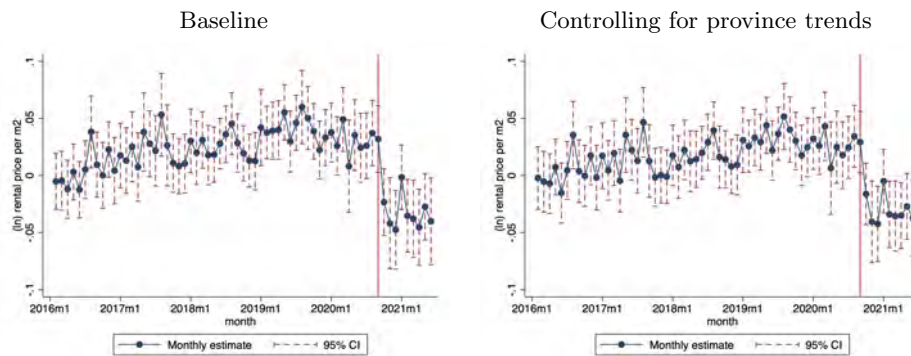 Baseline
Controlling for province trends
(ln) rental price per m2
.1
.05
0
-.05
-.1
2016m1 2017m1 2018m1 2019m1 2020m1 2021m1
month
Monthly estimate 95% CI
(ln) rental price per m2
.1
.05
0
-.05
-.1
2016m1 2017m1 2018m1 2019m1 2020m1 2021m1
month
Monthly estimate 95% CI